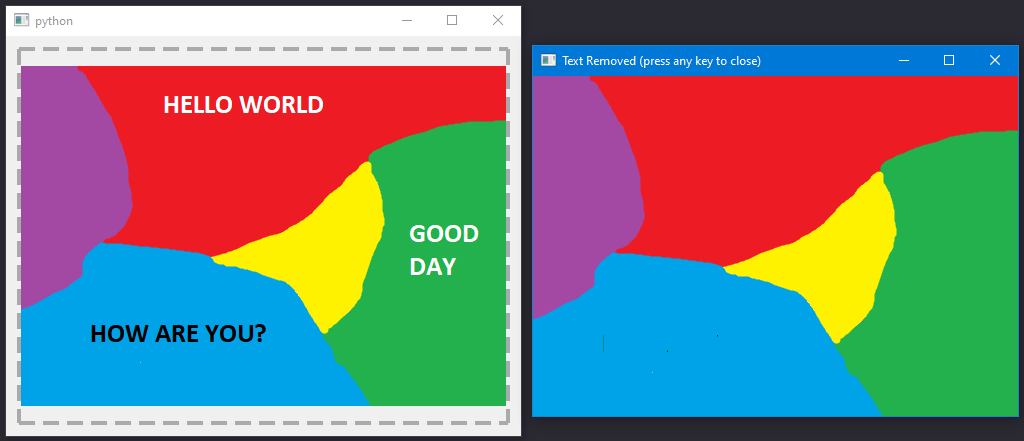 python
Text Removed (press any key to close)
HELLO WORLD
GOOD
DAY
HOW ARE YOU?